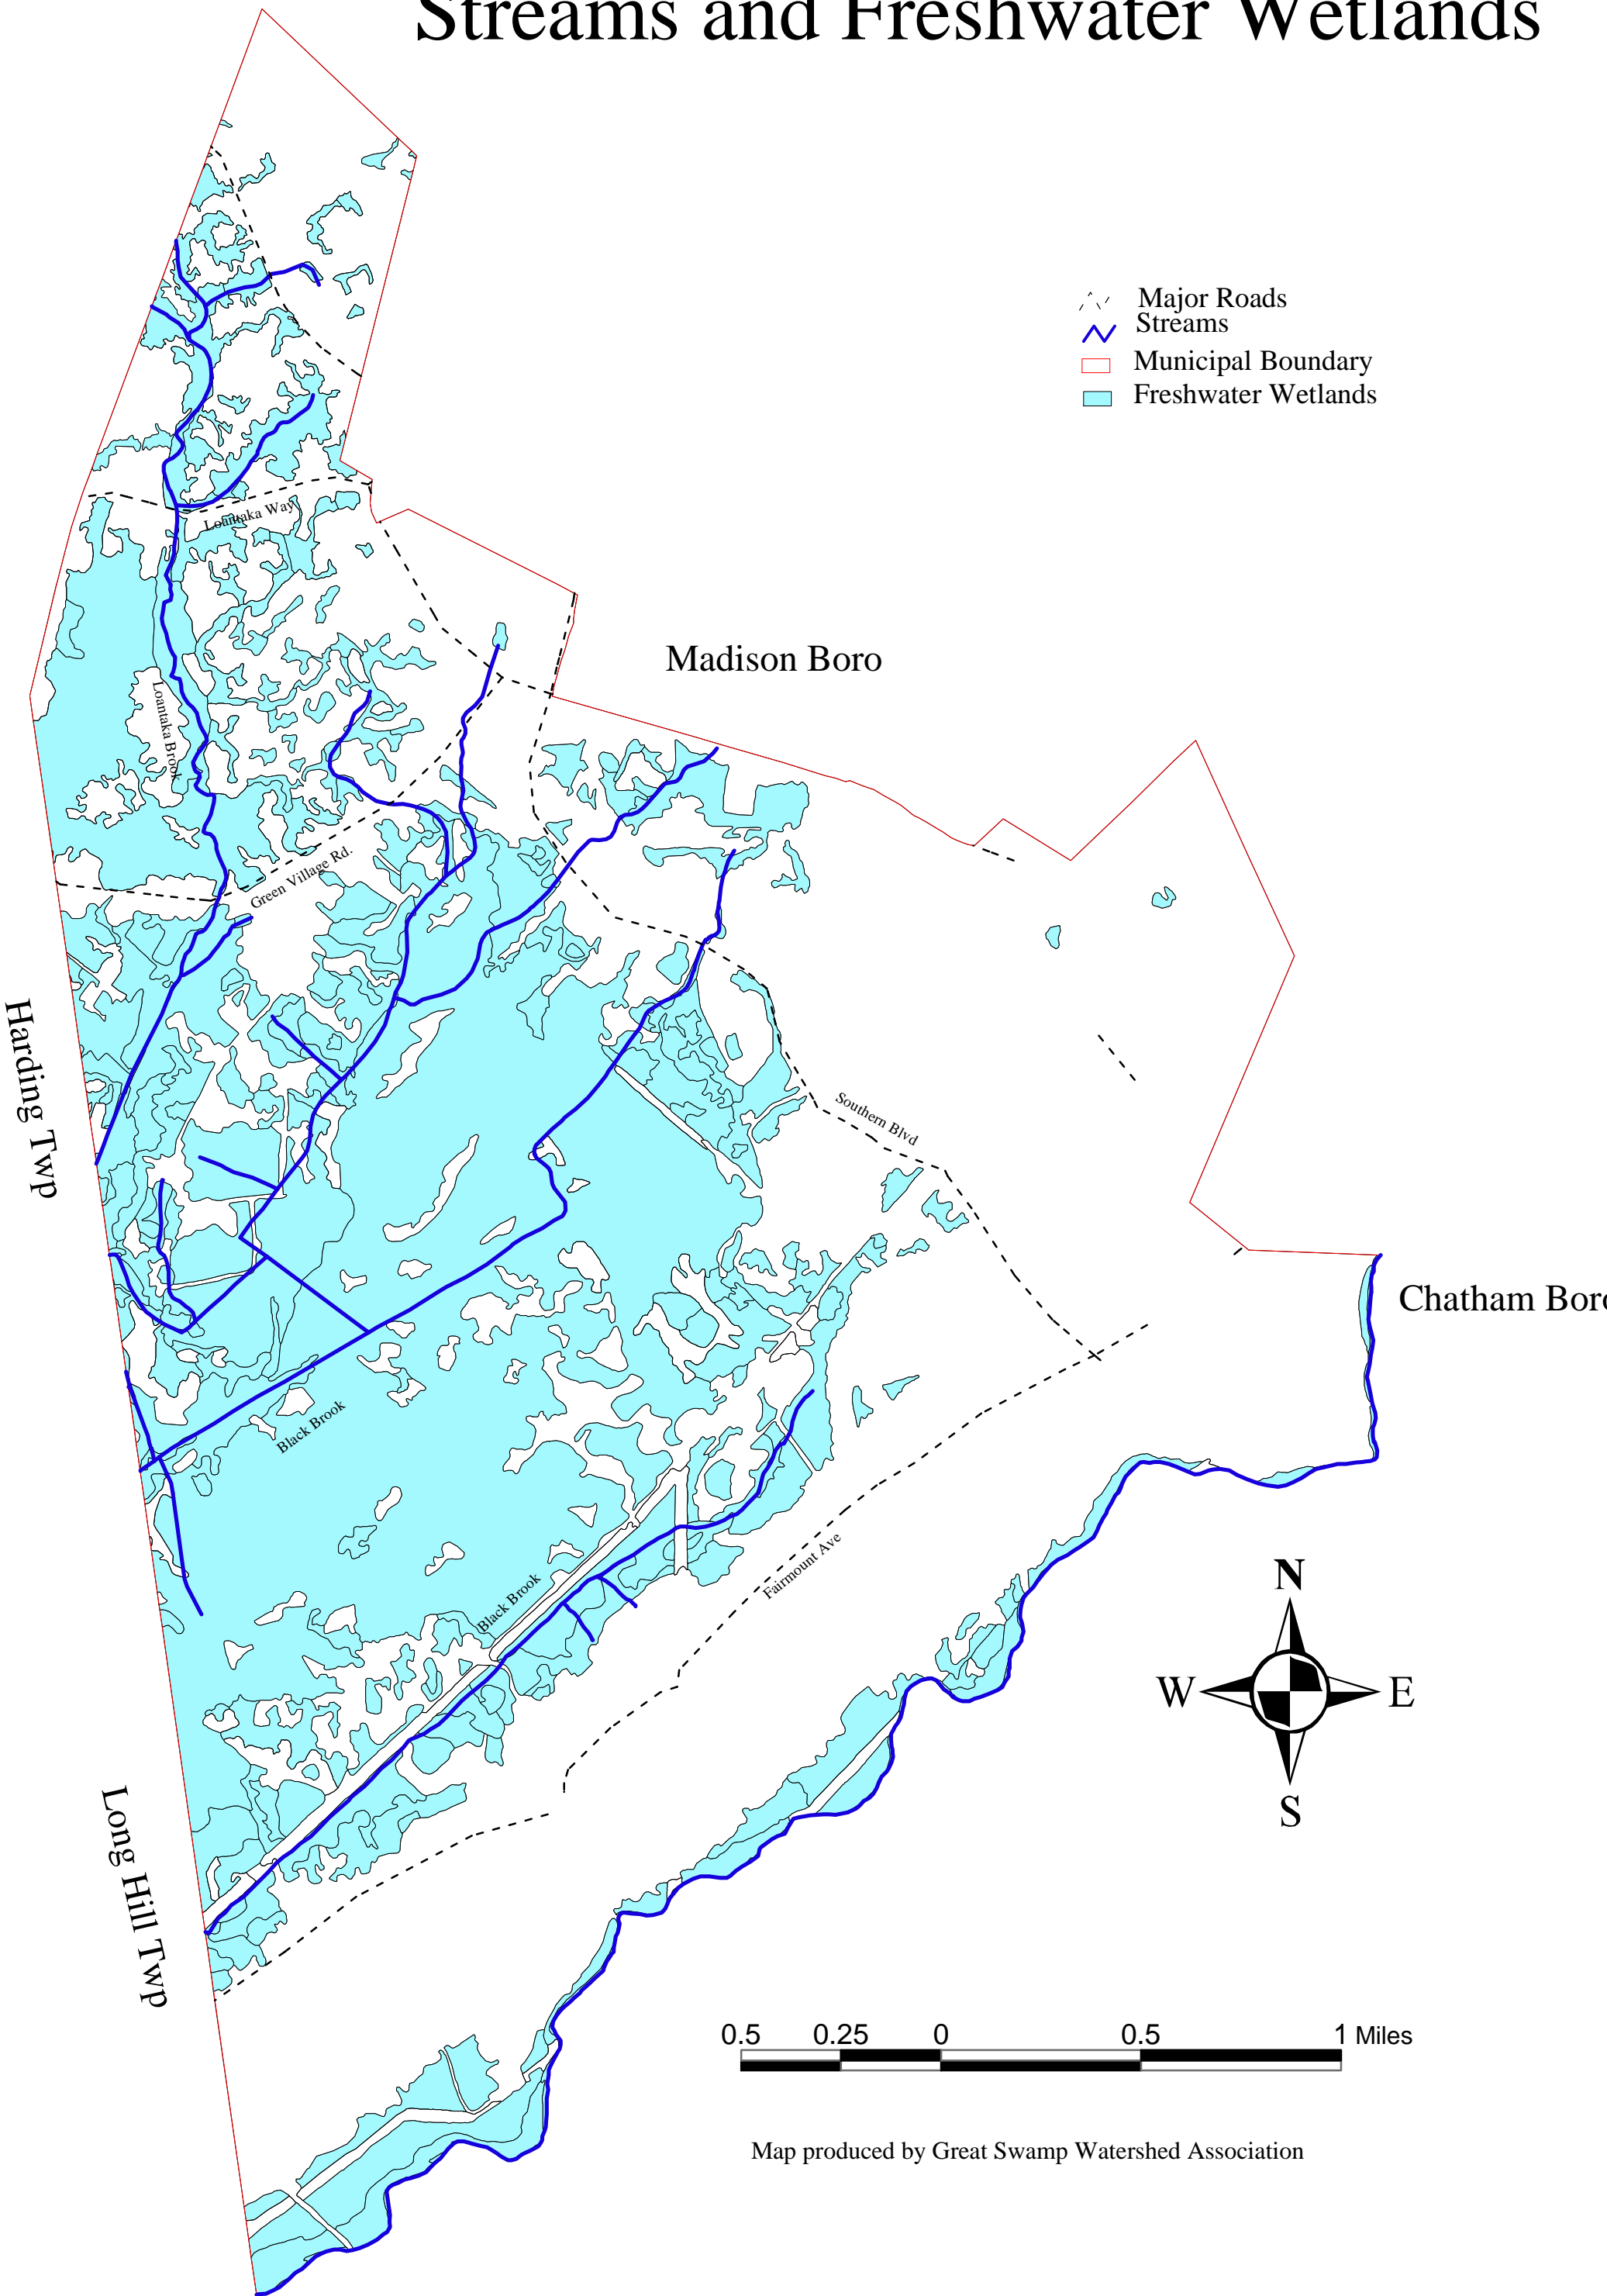 Streams and Freshwater Wetlands
Major Roads
Streams
Municipal Boundary
Freshwater Wetlands
Loantaka Way
Madison Boro
Loantaka Brook
Green Village Rd.
Harding Twp
Southern Blvd
Chatham Boro
Black Brook
Fairmount Ave
Black Brook
N
W E
S
Long Hill Twp
0.5 0.25 0 0.5 1 Miles
Map produced by Great Swamp Watershed Association